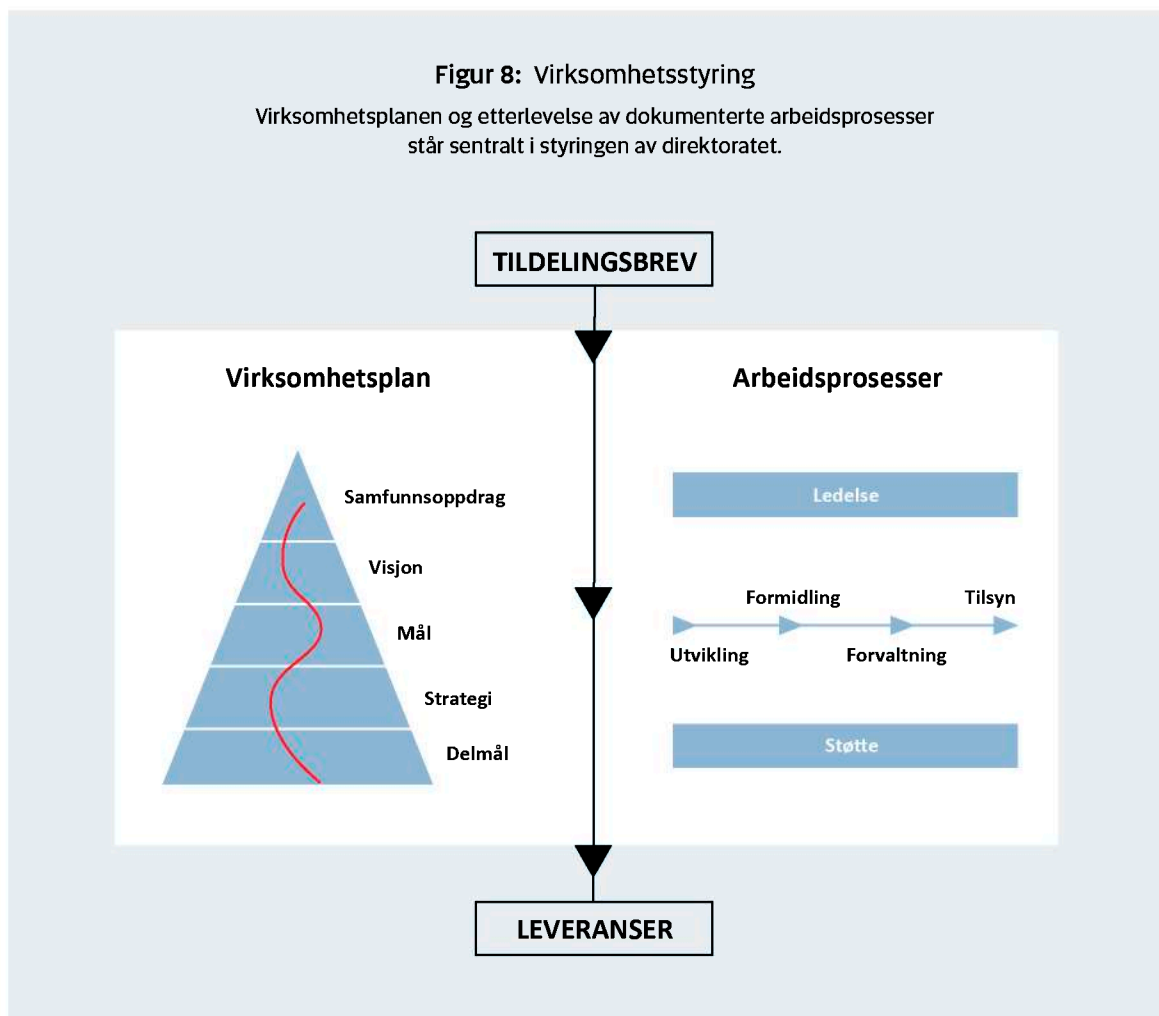 Figur 8: Virksomhetsstyring
Virksomhetsplanen og etterlevelse av dokumenterte arbeidsprosesser
står sentralt i styringen av direktoratet.
TILDELINGSBREV
Virksomhetsplan
Samfunnsoppdrag
Visjon
Mål
Strategi
Delmål
Arbeidsprosesser
Ledelse
Formidling
Tilsyn
Utvikling
Forvaltning
Støtte
LEVERANSER